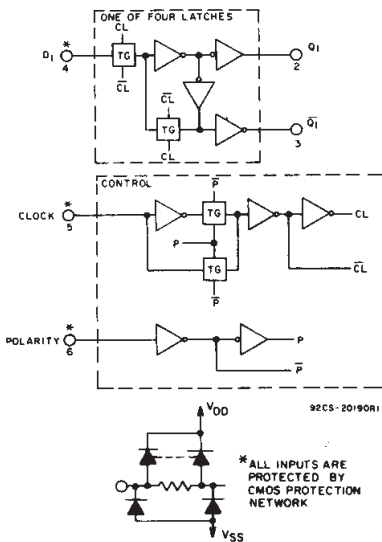 ONE OF FOUR LATCHES
CL
*
D1
4
TG
CL
Q1
2
CL
TG
CL
Q1
3
CONTROL
P
*
CLOCK
5
TG
P
CL
TG
CL
P
*
POLARITY
6
P
P
92CS-20190R1
VDD
* ALL INPUTS ARE
PROTECTED BY
CMOS PROTECTION
NETWORK
VSS